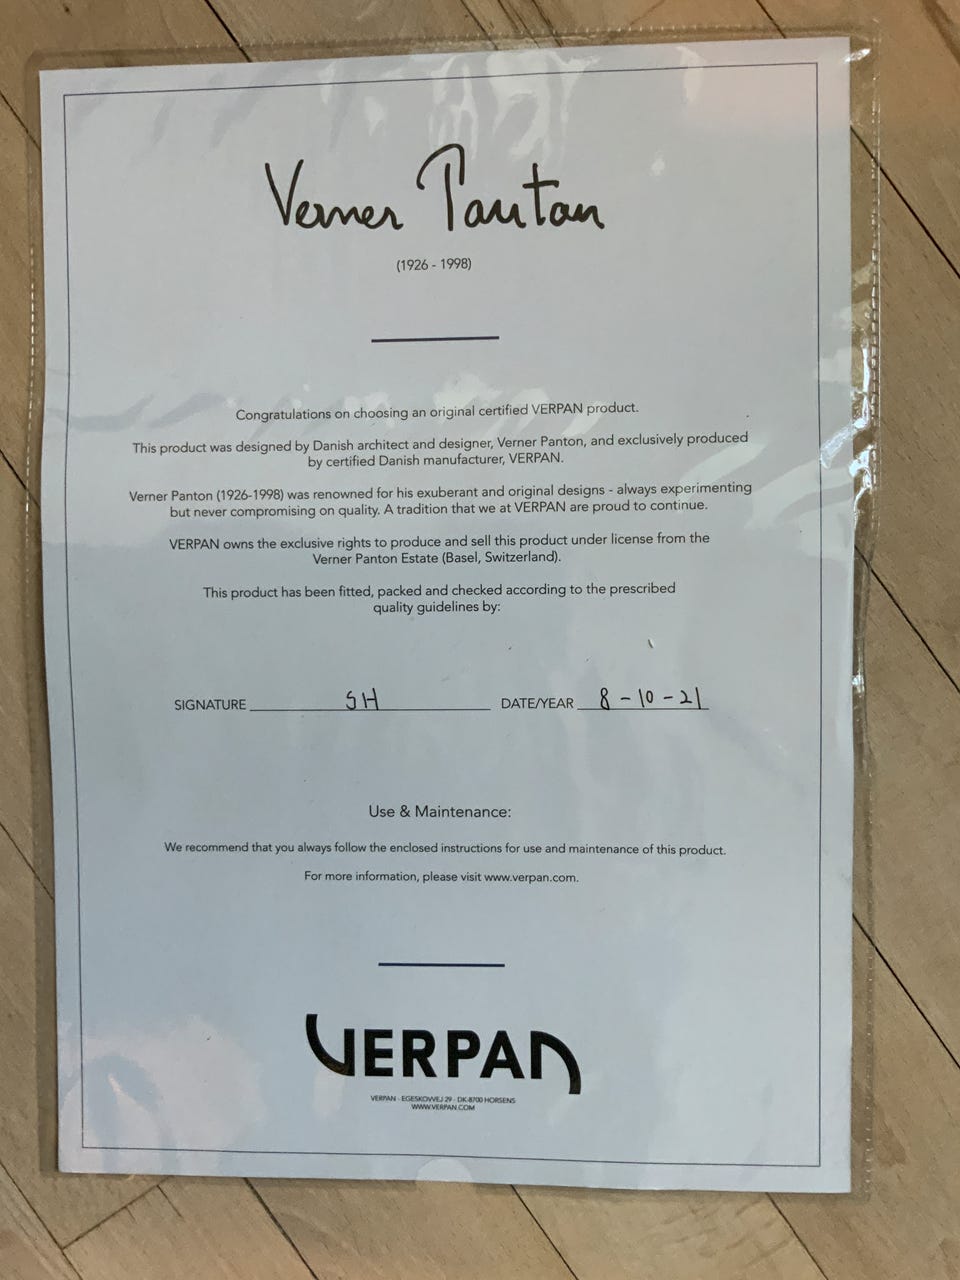 Verner Panton
(1926 - 1998)
Congratulations on choosing an original certified VERPAN product.
This product was designed by Danish architect and designer, Verner Panton, and exclusively produced
by certified Danish manufacturer, VERPAN.
Verner Panton (1926-1998) was renowned for his exuberant and original designs - always experimenting
but never compromising on quality. A tradition that we at VERPAN are proud to continue.
VERPAN owns the exclusive rights to produce and sell this product under license from the
Verner Panton Estate (Basel, Switzerland).
This product has been fitted, packed and checked according to the prescribed
quality guidelines by:
SIGNATURE SH DATE/YEAR 8-10-21
Use & Maintenance:
We recommend that you always follow the enclosed instructions for use and maintenance of this product.
For more information, please visit www.verpan.com.
VERPAN
VERPAN - EGESKOVVEJ 29 - DK-8700 HORSENS
WWW.VERPAN.COM